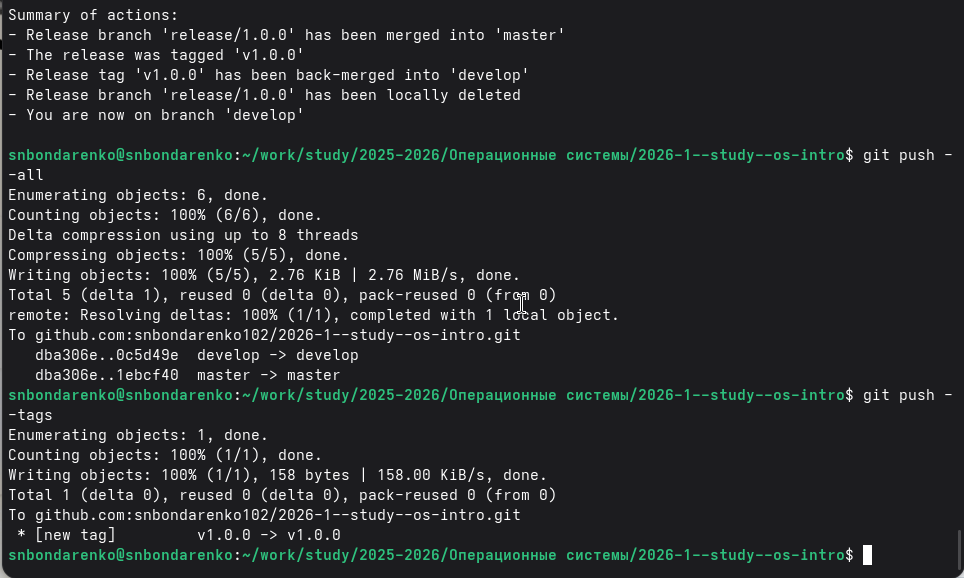 Summary of actions:
- Release branch 'release/1.0.0' has been merged into 'master'
- The release was tagged 'v1.0.0'
- Release tag 'v1.0.0' has been back-merged into 'develop'
- Release branch 'release/1.0.0' has been locally deleted
- You are now on branch 'develop'

snbondarenko@snbondarenko:~/work/study/2025-2026/Операционные системы/2026-1--study--os-intro$ git push -
-all
Enumerating objects: 6, done.
Counting objects: 100% (6/6), done.
Delta compression using up to 8 threads
Compressing objects: 100% (5/5), done.
Writing objects: 100% (5/5), 2.76 KiB | 2.76 MiB/s, done.
Total 5 (delta 1), reused 0 (delta 0), pack-reused 0 (from 0)
remote: Resolving deltas: 100% (1/1), completed with 1 local object.
To github.com:snbondarenko102/2026-1--study--os-intro.git
   dba306e..0c5d49e  develop -> develop
   dba306e..1ebcf40  master -> master
snbondarenko@snbondarenko:~/work/study/2025-2026/Операционные системы/2026-1--study--os-intro$ git push -
-tags
Enumerating objects: 1, done.
Counting objects: 100% (1/1), done.
Writing objects: 100% (1/1), 158 bytes | 158.00 KiB/s, done.
Total 1 (delta 0), reused 0 (delta 0), pack-reused 0 (from 0)
To github.com:snbondarenko102/2026-1--study--os-intro.git
 * [new tag]         v1.0.0 -> v1.0.0
snbondarenko@snbondarenko:~/work/study/2025-2026/Операционные системы/2026-1--study--os-intro$